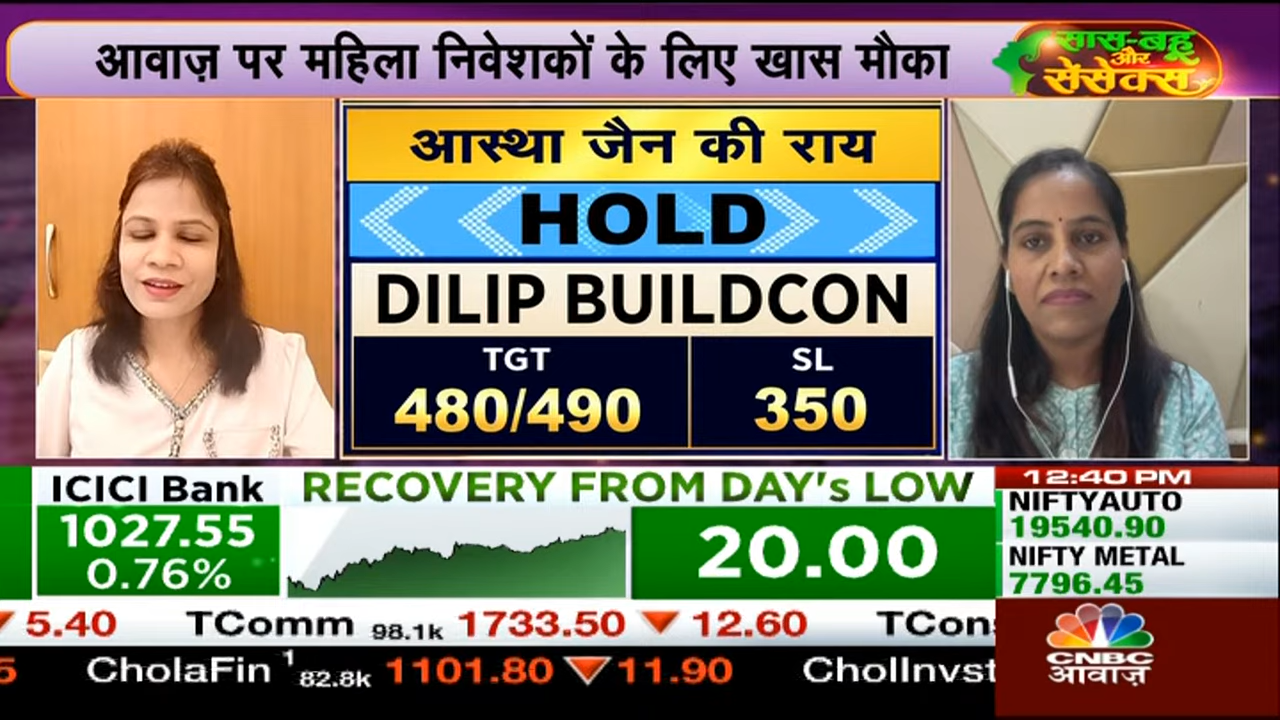 आवाज़ पर महिला निवेशकों के लिए खास मौका
सास-बहू
और
सेंसेक्स
आस्था जैन की राय
HOLD
DILIP BUILDCON
TGT
480/490
SL
350
ICICI Bank
1027.55
0.76%
RECOVERY FROM DAY's LOW
20.00
12:40 PM
NIFTYAUTO
19540.90
NIFTY METAL
7796.45
5.40 TComm 98.1k 1733.50 12.60 TCons
5 CholaFin 1 82.8k 1101.80 11.90 CholInvst
CNBC
आवाज़